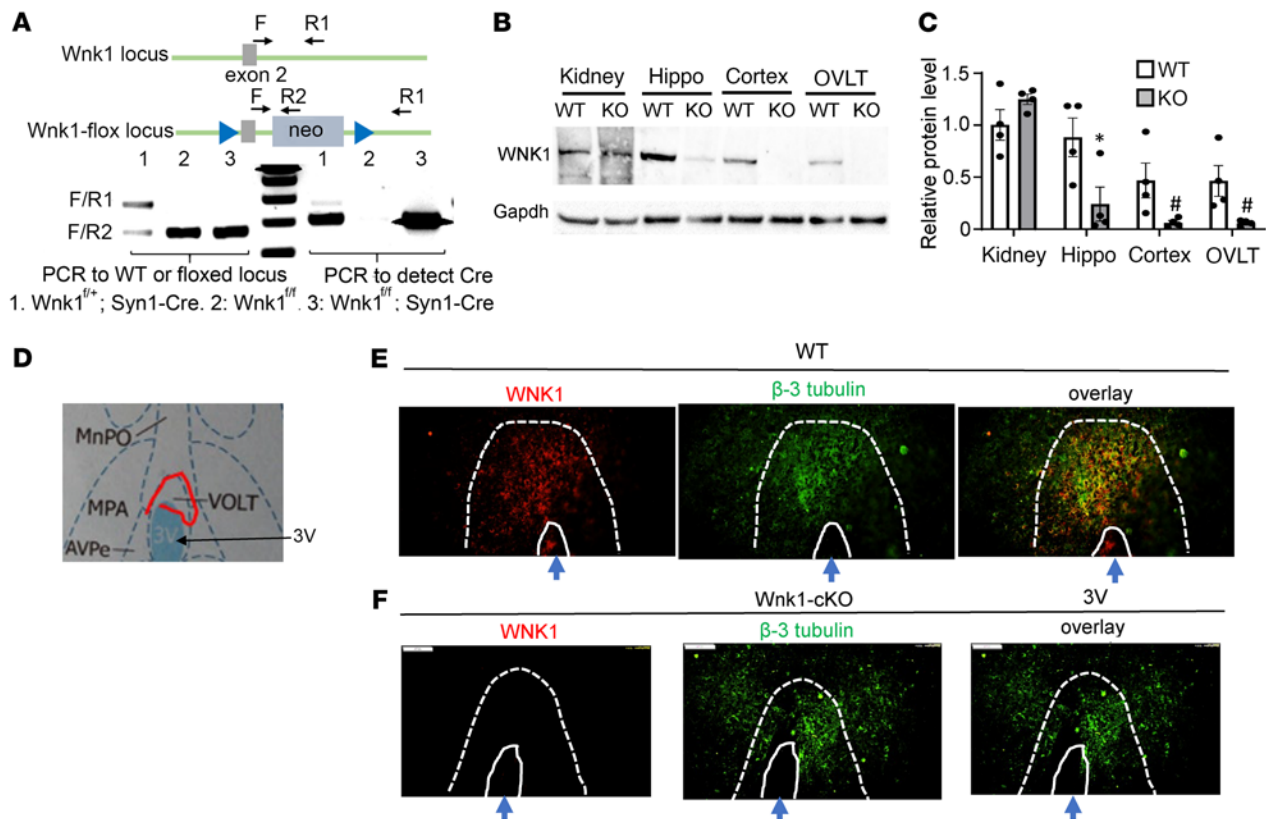 A
Wnk1 locus
F
R1
exon 2
F
R2
R1
Wnk1-flox locus
neo
1 2 3 1 2 3
F/R1
F/R2
PCR to WT or floxed locus PCR to detect Cre
1. Wnk1f/+; Syn1-Cre. 2: Wnk1f/f. 3: Wnk1f/f; Syn1-Cre
B
Kidney Hippo Cortex OVLT
WT KO WT KO WT KO WT KO
WNK1
Gapdh
C
WT
KO
Relative protein level
1.5
1.0
0.5
0
*
#
#
Kidney Hippo Cortex OVLT
D
MnPO
MPA
VOLT
3V
3V
AVPe
E
WT
WNK1 β-3 tubulin overlay
F
Wnk1-cKO 3V
WNK1 β-3 tubulin overlay